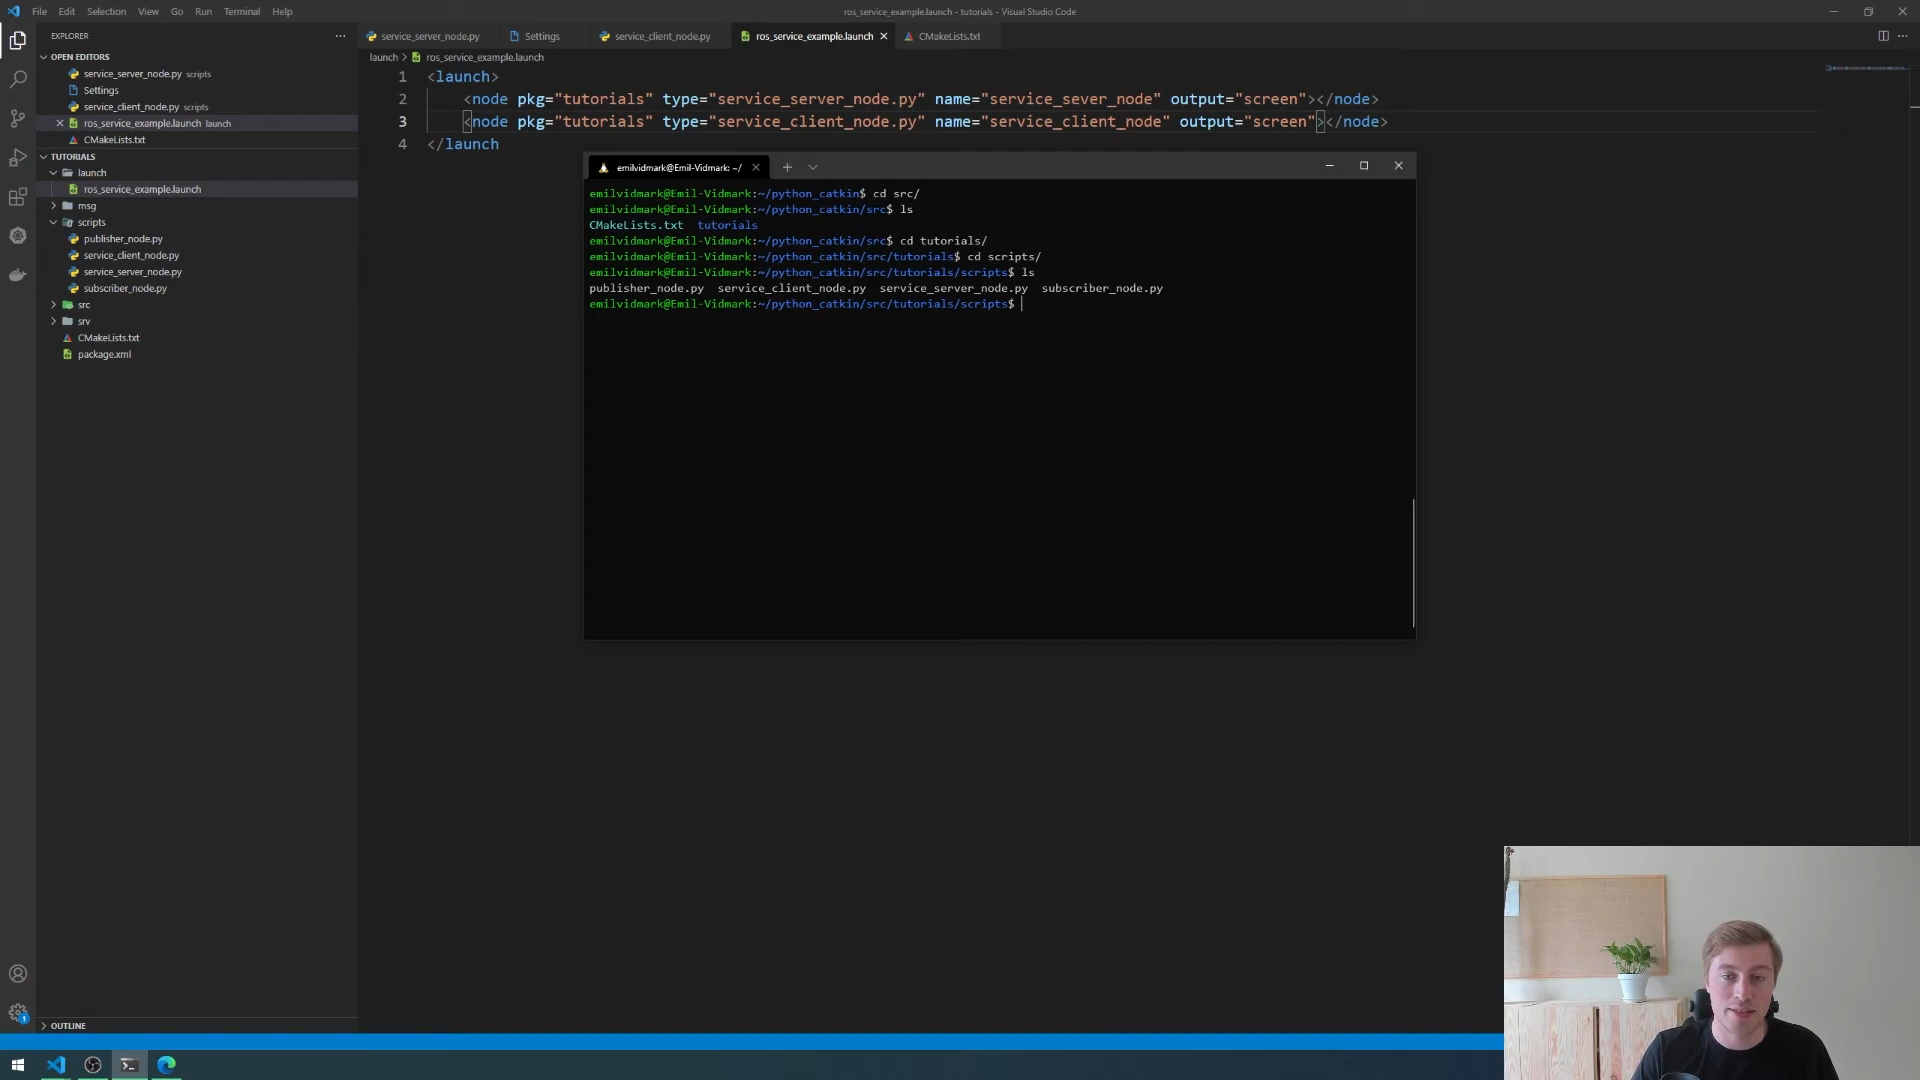 File Edit Selection View Go Run Terminal Help
ros_service_example.launch - tutorials - Visual Studio Code
EXPLORER
OPEN EDITORS
service_server_node.py scripts
Settings
service_client_node.py scripts
ros_service_example.launch launch
CMakeLists.txt
TUTORIALS
launch
ros_service_example.launch
msg
scripts
publisher_node.py
service_client_node.py
service_server_node.py
subscriber_node.py
src
srv
CMakeLists.txt
package.xml
OUTLINE
service_server_node.py Settings service_client_node.py ros_service_example.launch CMakeLists.txt
launch > ros_service_example.launch
1 <launch>
2 <node pkg="tutorials" type="service_server_node.py" name="service_sever_node" output="screen"></node>
3 <node pkg="tutorials" type="service_client_node.py" name="service_client_node" output="screen"></node>
4 </launch
emilvidmark@Emil-Vidmark: ~/
emilvidmark@Emil-Vidmark:~/python_catkin$ cd src/
emilvidmark@Emil-Vidmark:~/python_catkin/src$ ls
CMakeLists.txt tutorials
emilvidmark@Emil-Vidmark:~/python_catkin/src$ cd tutorials/
emilvidmark@Emil-Vidmark:~/python_catkin/src/tutorials$ cd scripts/
emilvidmark@Emil-Vidmark:~/python_catkin/src/tutorials/scripts$ ls
publisher_node.py service_client_node.py service_server_node.py subscriber_node.py
emilvidmark@Emil-Vidmark:~/python_catkin/src/tutorials/scripts$
1